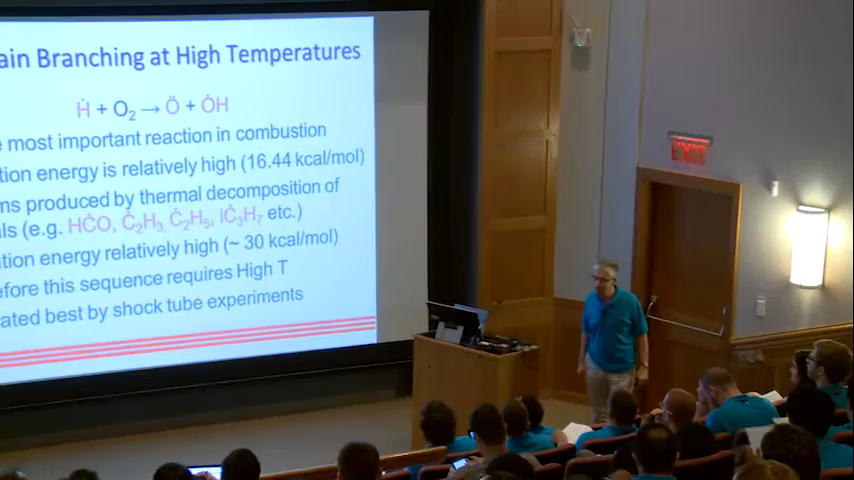 ain Branching at High Temperatures
Ḣ + O₂ → Ö + ȮH
e most important reaction in combustion
tion energy is relatively high (16.44 kcal/mol)
ms produced by thermal decomposition of
ls (e.g. HĊO, Ċ₂H₃, Ċ₂H₅, iĊ₃H₇ etc.)
tion energy relatively high (~ 30 kcal/mol)
efore this sequence requires High T
ated best by shock tube experiments
EXIT